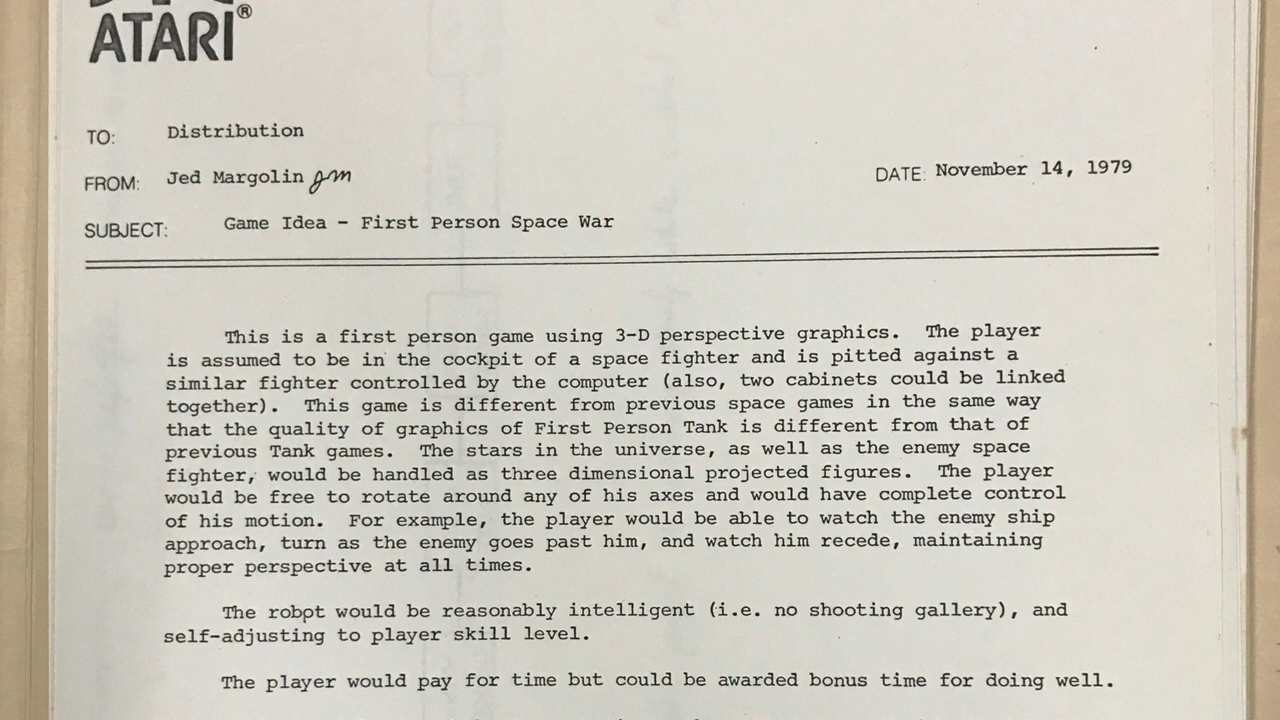 ATARI®
TO: Distribution
FROM: Jed Margolin jm
DATE: November 14, 1979
SUBJECT: Game Idea - First Person Space War
This is a first person game using 3-D perspective graphics. The player
is assumed to be in the cockpit of a space fighter and is pitted against a
similar fighter controlled by the computer (also, two cabinets could be linked
together). This game is different from previous space games in the same way
that the quality of graphics of First Person Tank is different from that of
previous Tank games. The stars in the universe, as well as the enemy space
fighter, would be handled as three dimensional projected figures. The player
would be free to rotate around any of his axes and would have complete control
of his motion. For example, the player would be able to watch the enemy ship
approach, turn as the enemy goes past him, and watch him recede, maintaining
proper perspective at all times.
The robpt would be reasonably intelligent (i.e. no shooting gallery), and
self-adjusting to player skill level.
The player would pay for time but could be awarded bonus time for doing well.